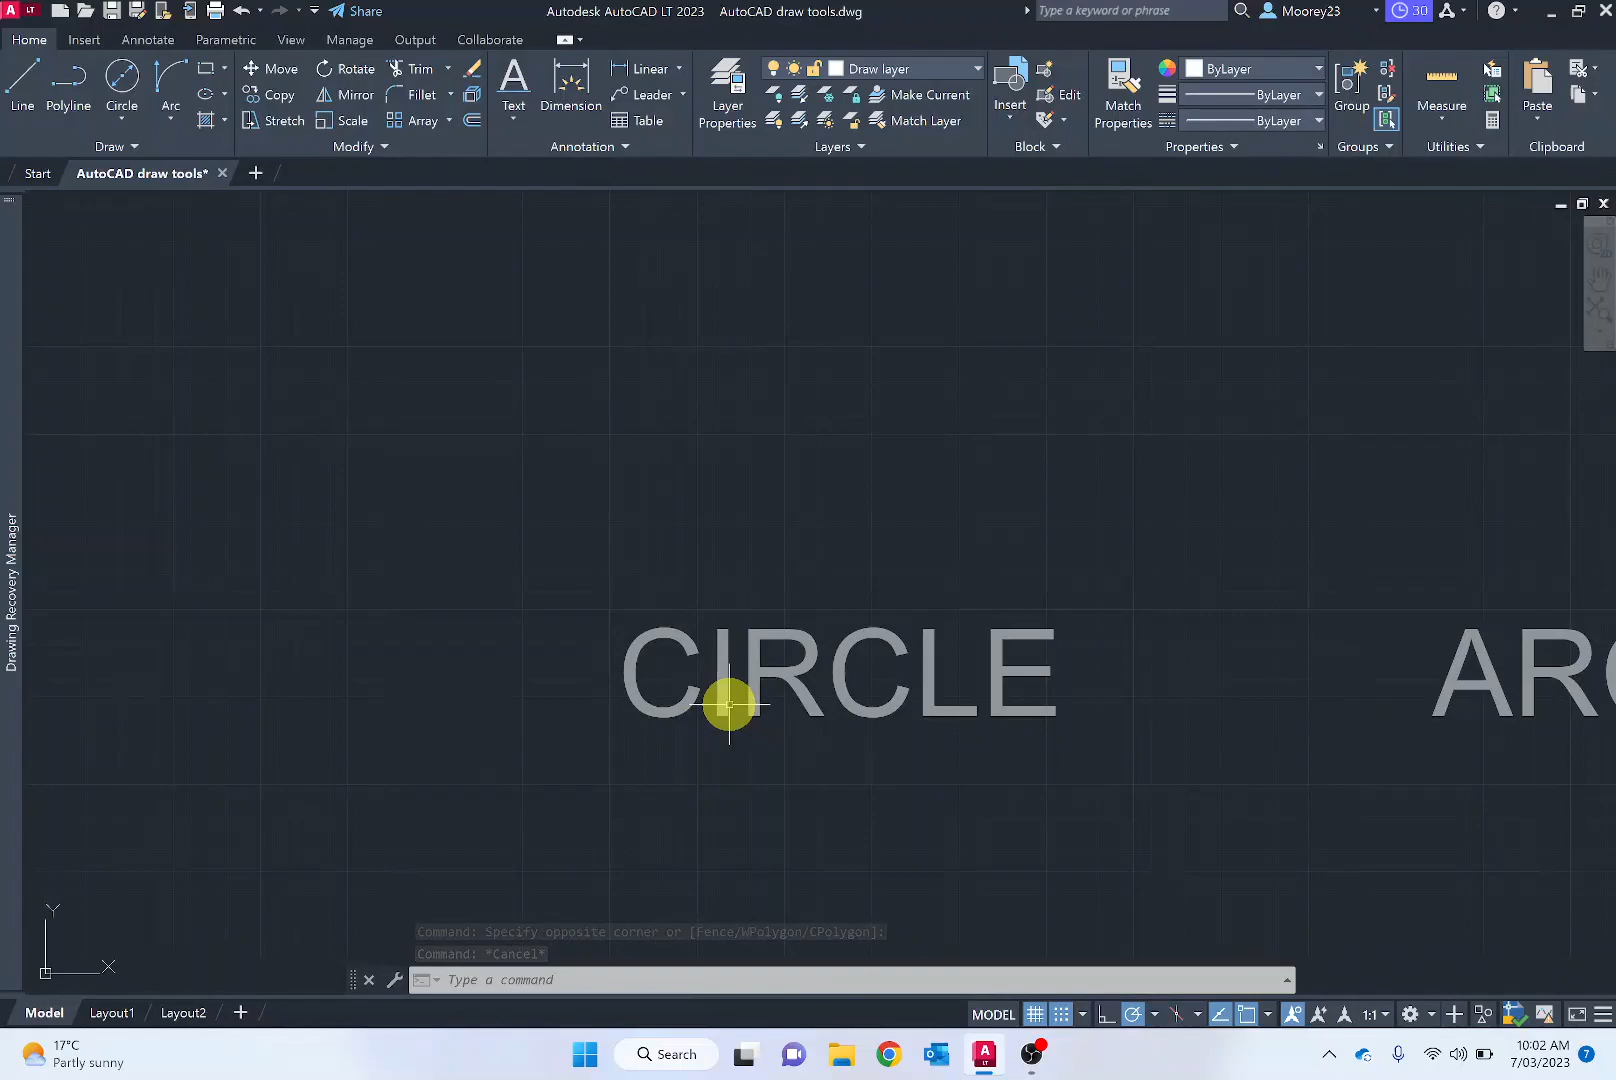 A LT Share Autodesk AutoCAD LT 2023 AutoCAD draw tools.dwg Type a keyword or phrase Moorey23 30
Home Insert Annotate Parametric View Manage Output Collaborate
Line Polyline Circle Arc
Move Rotate Trim
Copy Mirror Fillet
Stretch Scale Array
Text Dimension
Linear
Leader
Table
Layer Properties
Draw layer
Make Current
Match Layer
Insert
Edit
Match Properties
ByLayer
ByLayer
ByLayer
Group
Measure
Paste
Draw Modify Annotation Layers Block Properties Groups Utilities Clipboard
Start AutoCAD draw tools*
Drawing Recovery Manager
CIRCLE ARC
Y
X
Command: Specify opposite corner or [Fence/WPolygon/CPolygon]:
Command: *Cancel*
Type a command
Model Layout1 Layout2 MODEL 1:1
17°C
Partly sunny
Search
LT
10:02 AM
7/03/2023
7